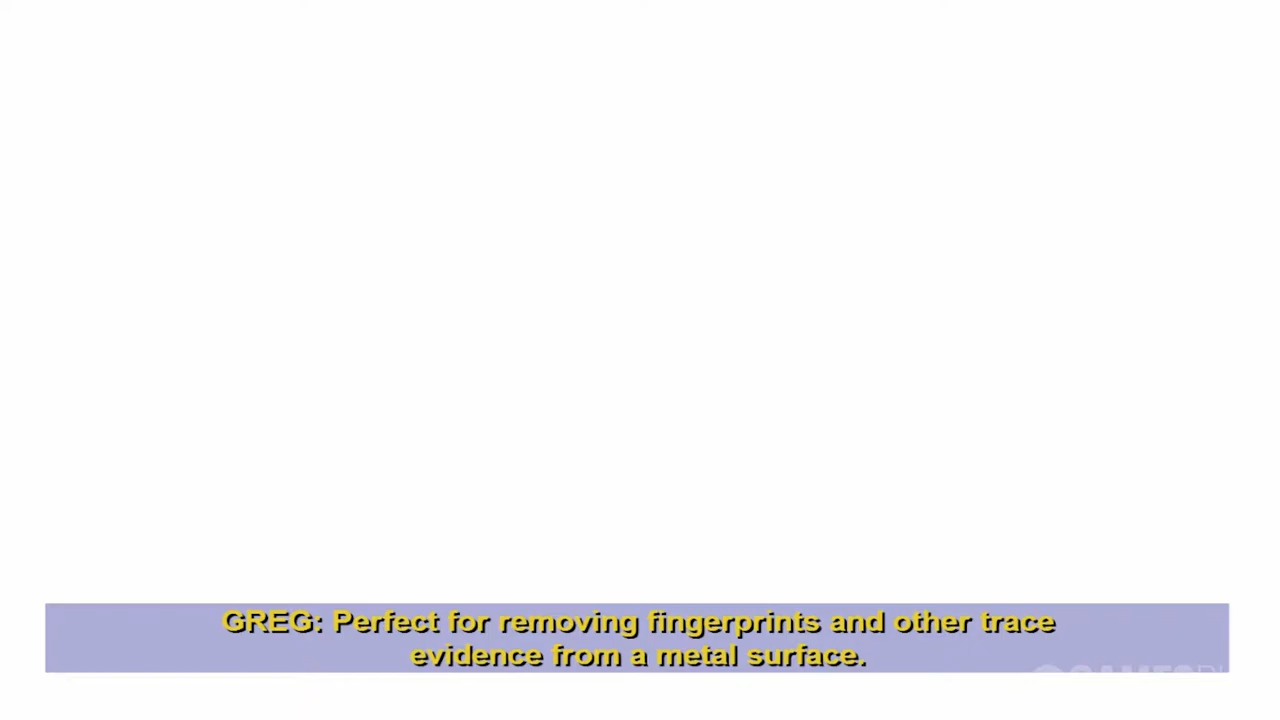 GREG: Perfect for removing fingerprints and other trace
evidence from a metal surface.